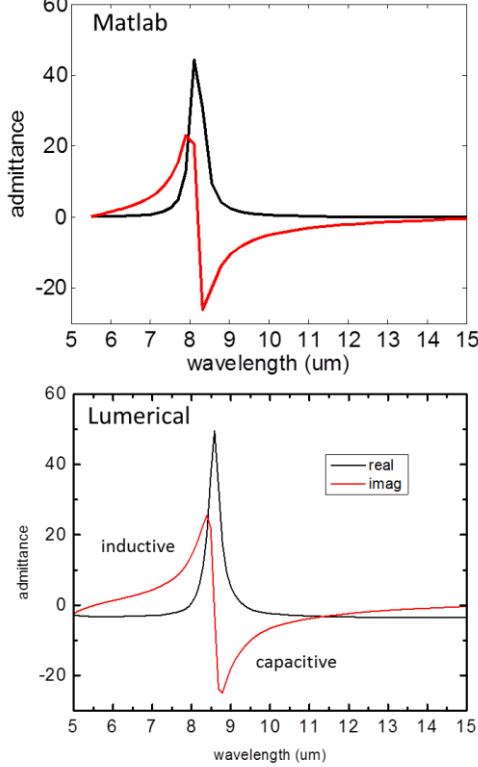 60
Matlab
40
20
0
-20
admittance
5 6 7 8 9 10 11 12 13 14 15
wavelength (um)
60
Lumerical
40
20
0
-20
admittance
real
imag
inductive
capacitive
5 6 7 8 9 10 11 12 13 14 15
wavelength (um)